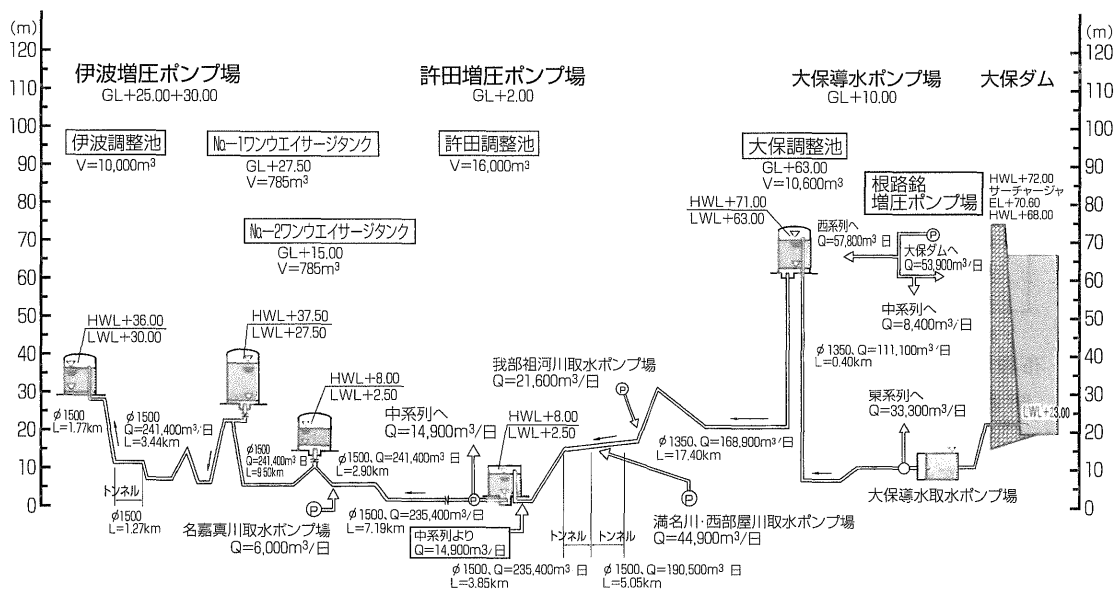 (m)
120
110
100
90
80
70
60
50
40
30
20
10
0
伊波増圧ポンプ場
GL+25.00+30.00
許田増圧ポンプ場
GL+2.00
大保導水ポンプ場
GL+10.00
大保ダム
伊波調整池
V=10,000m³
No-1ワンウエイサージタンク
GL+27.50
V=785m³
許田調整池
V=16,000m³
大保調整池
GL+63.00
V=10,600m³
No-2ワンウエイサージタンク
GL+15.00
V=785m³
根路銘
増圧ポンプ場
HWL+72.00
サーチャージャ
EL+70.60
HWL+68.00
HWL+71.00
LWL+63.00
西系列へ
Q=57,800m³ 日
P
大保ダムへ
Q=53,900m³/日
中系列へ
Q=8,400m³/日
HWL+36.00
LWL+30.00
HWL+37.50
LWL+27.50
HWL+8.00
LWL+2.50
中系列へ
Q=14,900m³/日
HWL+8.00
LWL+2.50
我部祖河川取水ポンプ場
Q=21,600m³/日
P
φ1350、Q=111,100m³/日
L=0.40km
東系列へ
Q=33,300m³/日
LWL+23.00
φ1500
L=1.77km
φ1500
Q=241,400m³/日
L=3.44km
φ1500
Q=241,400m³ 日
L=9.50km
φ1500、Q=241,400m³/日
L=2.90km
φ1350、Q=168,900m³/日
L=17.40km
大保導水取水ポンプ場
トンネル
φ1500
L=1.27km
P
名嘉真川取水ポンプ場
Q=6,000m³/日
φ1500、Q=235,400m³/日
L=7.19km
P
中系列より
Q=14,900m³/日
トンネル
トンネル
P
満名川・西部屋川取水ポンプ場
Q=44,900m³/日
φ1500、Q=235,400m³ 日
L=3.85km
φ1500、Q=190,500m³ 日
L=5.05km
(m)
120
110
100
90
80
70
60
50
40
30
20
10
0